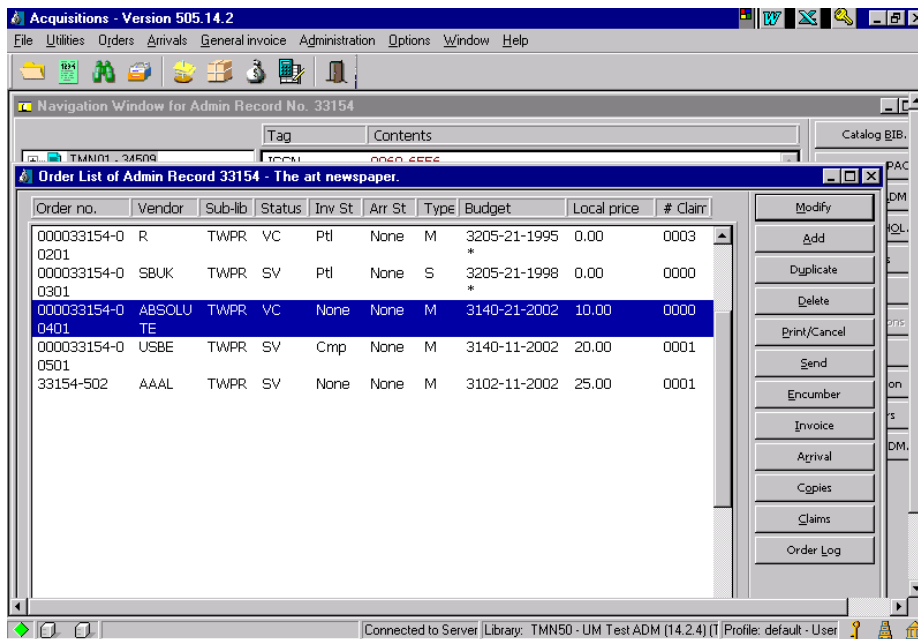 Acquisitions - Version 505.14.2
File Utilities Orders Arrivals General invoice Administration Options Window Help
Navigation Window for Admin Record No. 33154
Tag Contents
Catalog BIB.
TMN01 - 34509
Order List of Admin Record 33154 - The art newspaper.
Order no. Vendor Sub-lib Status Inv St Arr St Type Budget Local price # Claim
000033154-0 R TWPR VC Ptl None M 3205-21-1995 0.00 0003
0201 *
000033154-0 SBUK TWPR SV Ptl None S 3205-21-1998 0.00 0000
0301 *
000033154-0 ABSOLU TWPR VC None None M 3140-21-2002 10.00 0000
0401 TE
000033154-0 USBE TWPR SV Cmp None M 3140-11-2002 20.00 0001
0501
33154-502 AAAL TWPR SV None None M 3102-11-2002 25.00 0001
Modify
Add
Duplicate
Delete
Print/Cancel
Send
Encumber
Invoice
Arrival
Copies
Claims
Order Log
Connected to Server Library: TMN50 - UM Test ADM (14.2.4) (T Profile: default - User